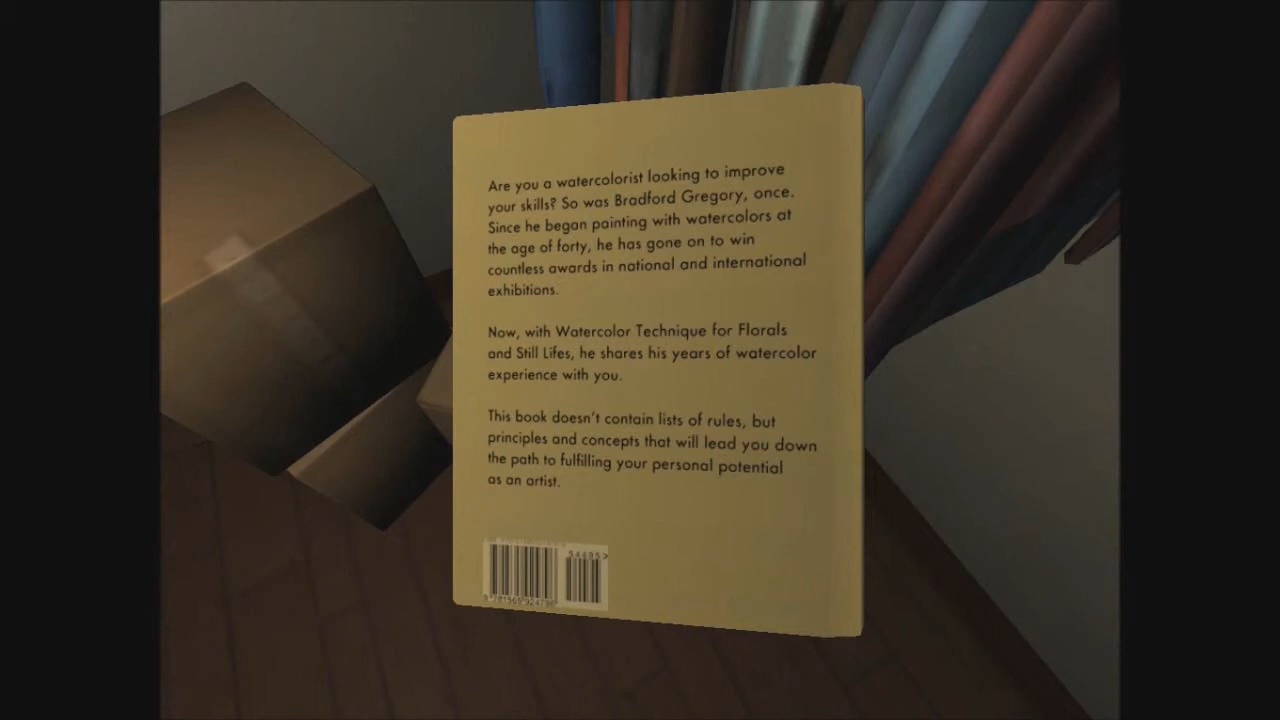 Are you a watercolorist looking to improve
your skills? So was Bradford Gregory, once.
Since he began painting with watercolors at
the age of forty, he has gone on to win
countless awards in national and international
exhibitions.
Now, with Watercolor Technique for Florals
and Still Lifes, he shares his years of watercolor
experience with you.
This book doesn't contain lists of rules, but
principles and concepts that will lead you down
the path to fulfilling your personal potential
as an artist.
54495>
9 781565 924796